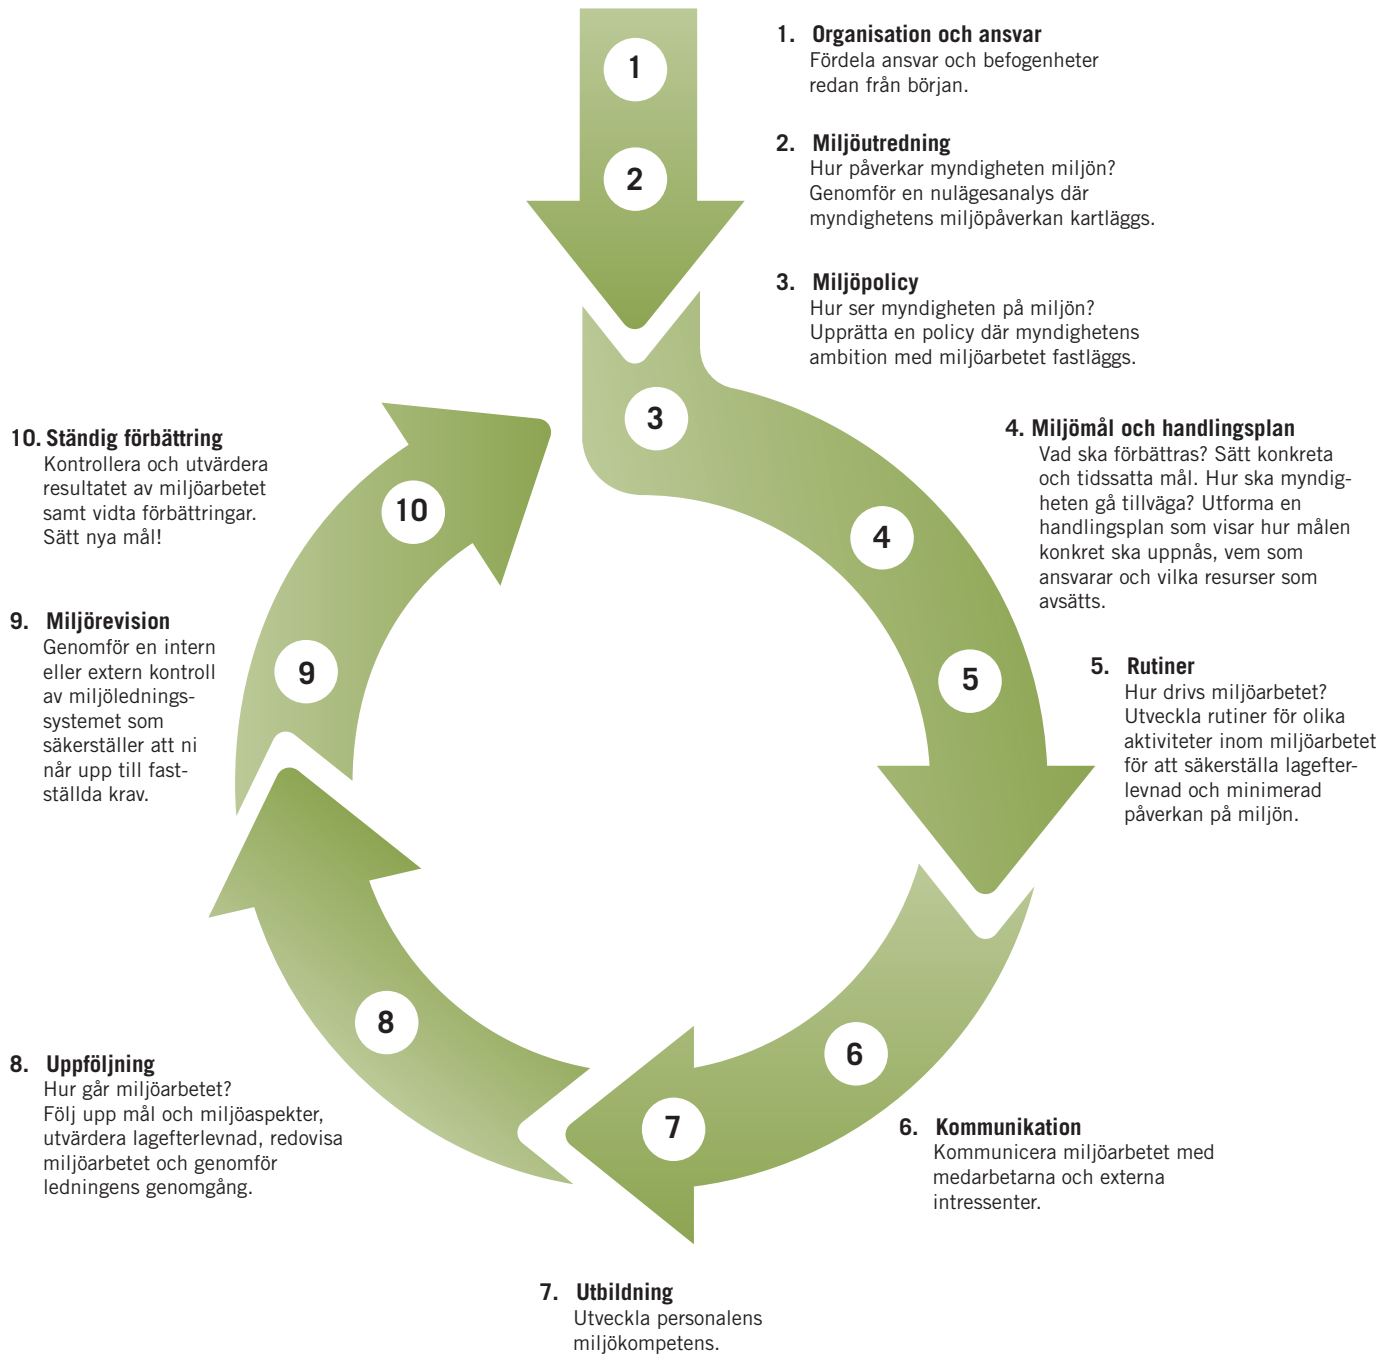 1. Organisation och ansvar
Fördela ansvar och befogenheter
redan från början.
2. Miljöutredning
Hur påverkar myndigheten miljön?
Genomför en nulägesanalys där
myndighetens miljöpåverkan kartläggs.
3. Miljöpolicy
Hur ser myndigheten på miljön?
Upprätta en policy där myndighetens
ambition med miljöarbetet fastläggs.
4. Miljömål och handlingsplan
Vad ska förbättras? Sätt konkreta
och tidssatta mål. Hur ska myndig-
heten gå tillväga? Utforma en
handlingsplan som visar hur målen
konkret ska uppnås, vem som
ansvarar och vilka resurser som
avsätts.
5. Rutiner
Hur drivs miljöarbetet?
Utveckla rutiner för olika
aktiviteter inom miljöarbetet
för att säkerställa lagefter-
levnad och minimerad
påverkan på miljön.
6. Kommunikation
Kommunicera miljöarbetet med
medarbetarna och externa
intressenter.
7. Utbildning
Utveckla personalens
miljökompetens.
8. Uppföljning
Hur går miljöarbetet?
Följ upp mål och miljöaspekter,
utvärdera lagefterlevnad, redovisa
miljöarbetet och genomför
ledningens genomgång.
9. Miljörevision
Genomför en intern
eller extern kontroll
av miljölednings-
systemet som
säkerställer att ni
når upp till fast-
ställda krav.
10. Ständig förbättring
Kontrollera och utvärdera
resultatet av miljöarbetet
samt vidta förbättringar.
Sätt nya mål!
1
2
3
4
5
6
7
8
9
10